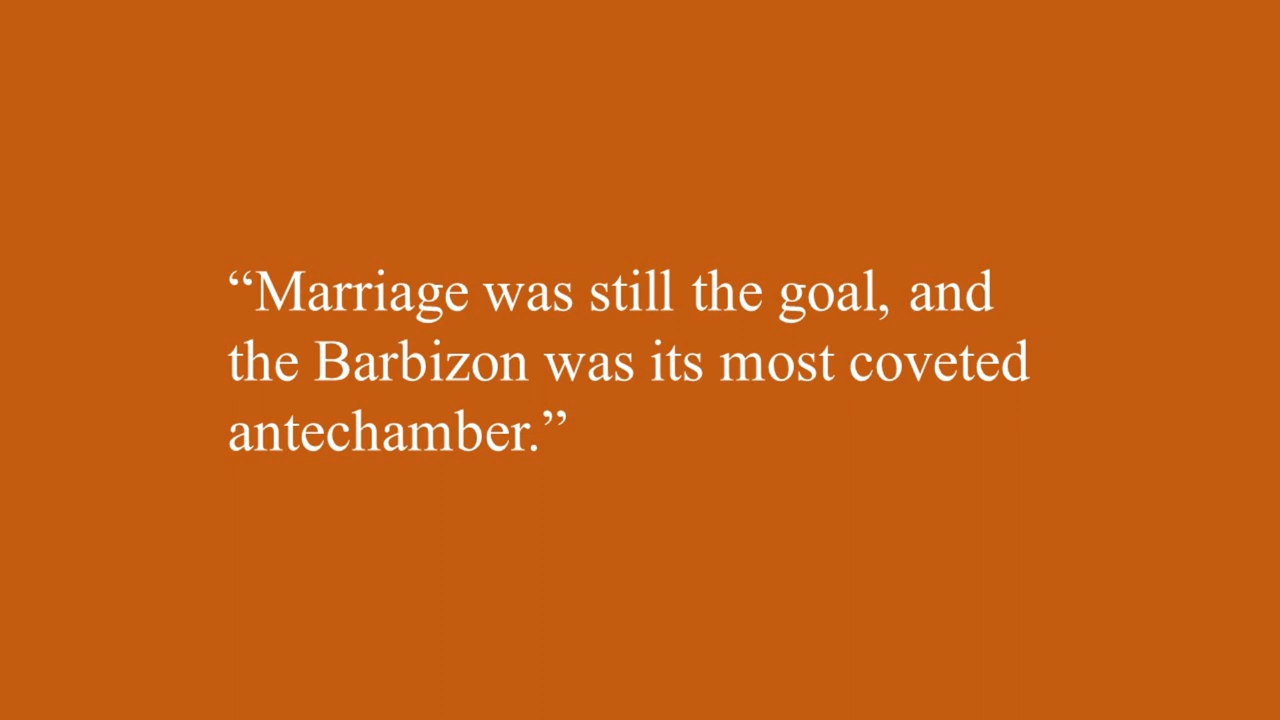 “Marriage was still the goal, and
the Barbizon was its most coveted
antechamber.”